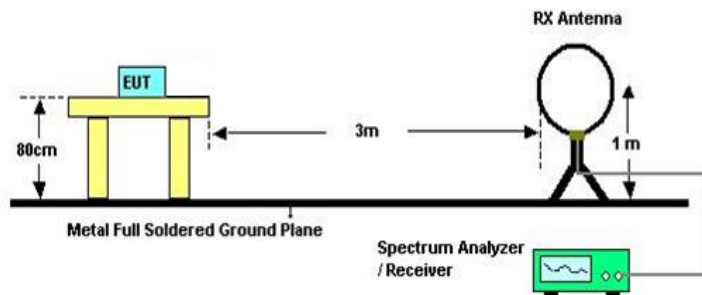 RX Antenna
EUT
3m
80cm
1 m
Metal Full Soldered Ground Plane
Spectrum Analyzer
/ Receiver